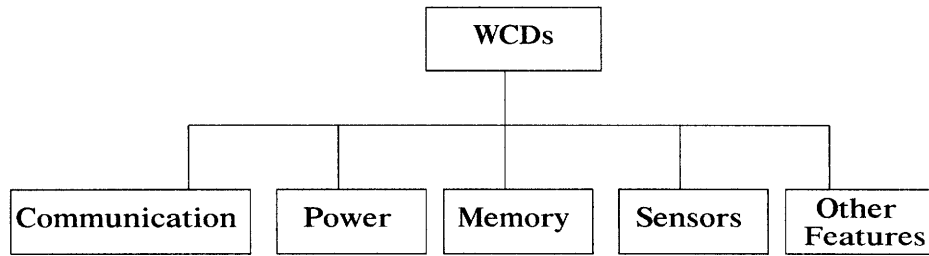 WCDs
Communication
Power
Memory
Sensors
Other
Features